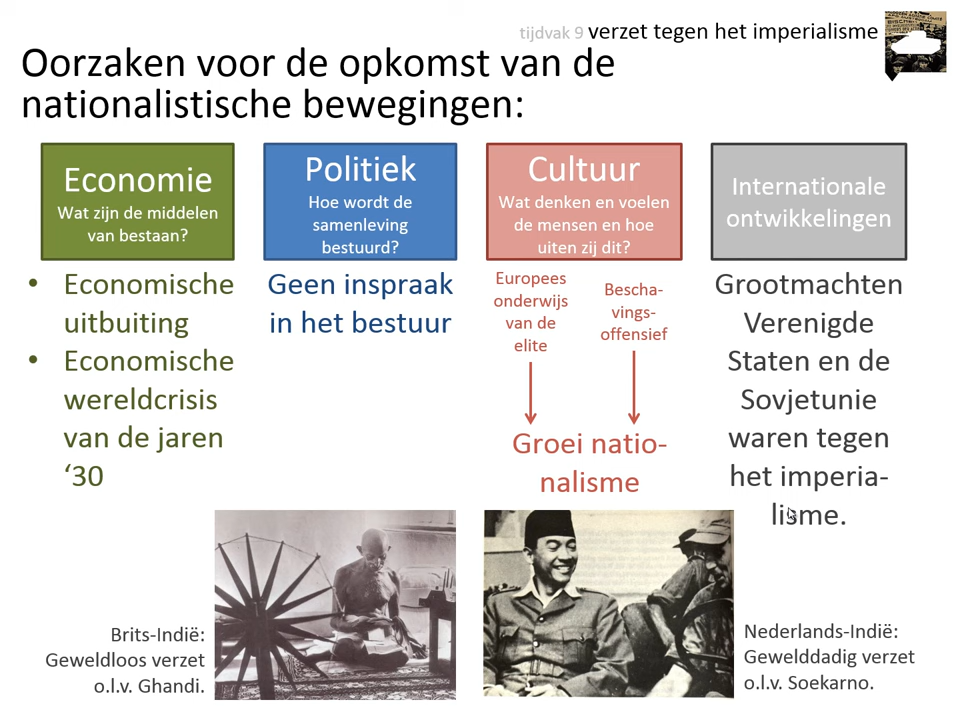 tijdvak 9 verzet tegen het imperialisme
Oorzaken voor de opkomst van de
nationalistische bewegingen:
Economie
Wat zijn de middelen
van bestaan?
Politiek
Hoe wordt de
samenleving
bestuurd?
Cultuur
Wat denken en voelen
de mensen en hoe
uiten zij dit?
Internationale
ontwikkelingen
• Economische
uitbuiting
• Economische
wereldcrisis
van de jaren
‘30
Geen inspraak
in het bestuur
Europees
onderwijs
van de
elite
Bescha-
vings-
offensief
Groei natio-
nalisme
Grootmachten
Verenigde
Staten en de
Sovjetunie
waren tegen
het imperia-
lisme.
Brits-Indië:
Geweldloos verzet
o.l.v. Ghandi.
Nederlands-Indië:
Gewelddadig verzet
o.l.v. Soekarno.